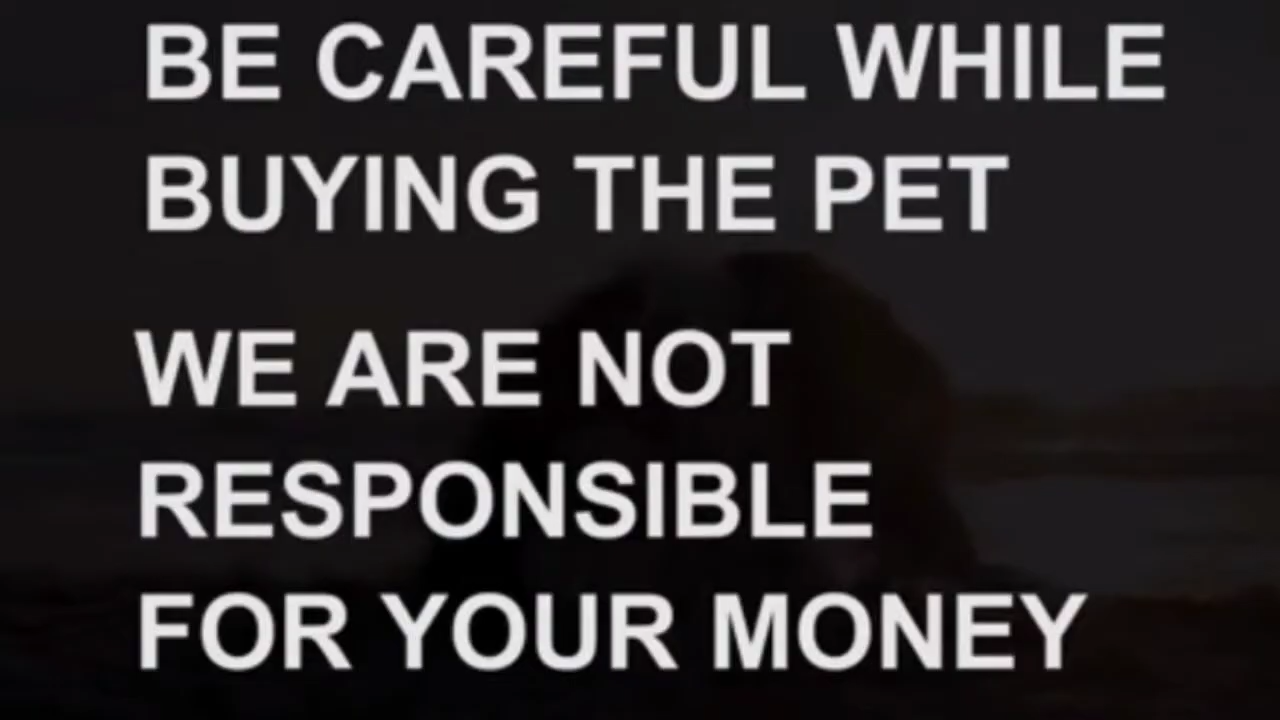 BE CAREFUL WHILE
BUYING THE PET
WE ARE NOT
RESPONSIBLE
FOR YOUR MONEY